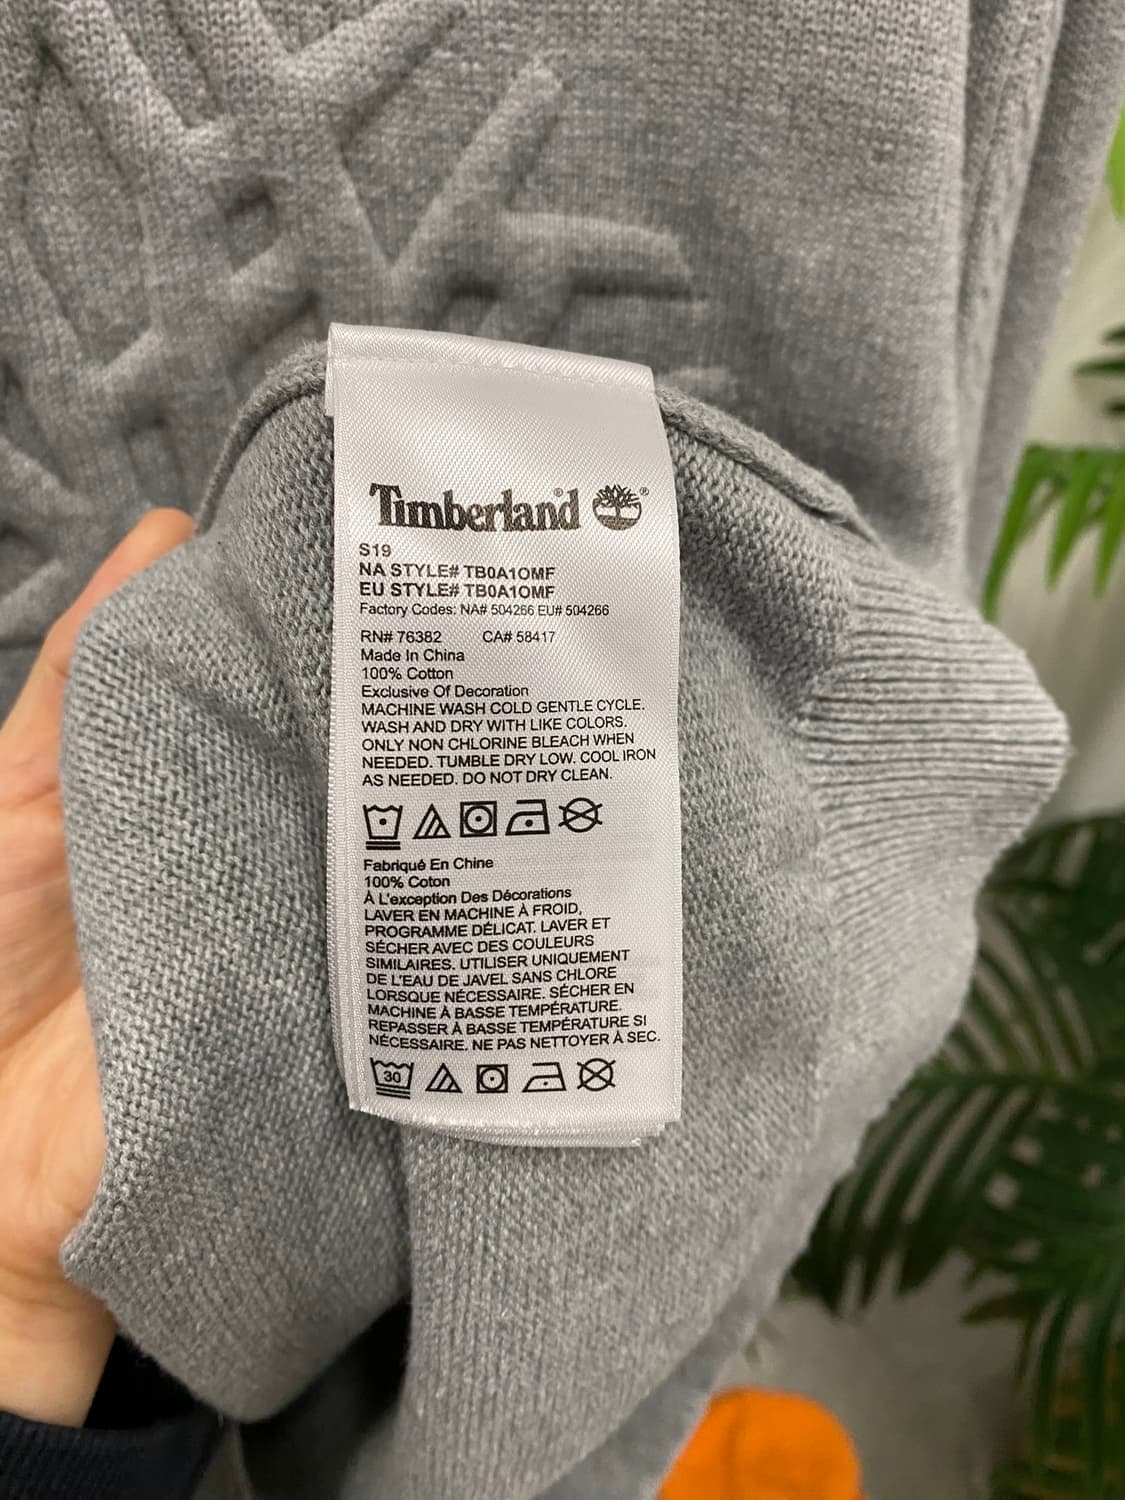 Timberland ®
S19
NA STYLE# TB0A1OMF
EU STYLE# TB0A1OMF
Factory Codes: NA# 504266 EU# 504266
RN# 76382 CA# 58417
Made In China
100% Cotton
Exclusive Of Decoration
MACHINE WASH COLD GENTLE CYCLE.
WASH AND DRY WITH LIKE COLORS.
ONLY NON CHLORINE BLEACH WHEN
NEEDED. TUMBLE DRY LOW. COOL IRON
AS NEEDED. DO NOT DRY CLEAN.
Fabriqué En Chine
100% Coton
À L'exception Des Décorations
LAVER EN MACHINE À FROID,
PROGRAMME DÉLICAT. LAVER ET
SÉCHER AVEC DES COULEURS
SIMILAIRES. UTILISER UNIQUEMENT
DE L'EAU DE JAVEL SANS CHLORE
LORSQUE NÉCESSAIRE. SÉCHER EN
MACHINE À BASSE TEMPÉRATURE.
REPASSER À BASSE TEMPÉRATURE SI
NÉCESSAIRE. NE PAS NETTOYER À SEC.
30